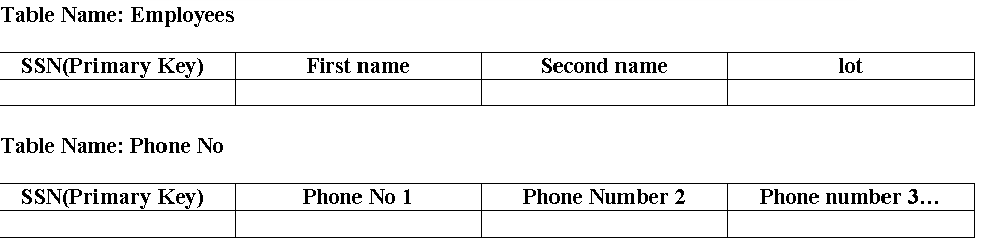 Table Name: Employees
SSN(Primary Key) First name Second name lot
Table Name: Phone No
SSN(Primary Key) Phone No 1 Phone Number 2 Phone number 3…